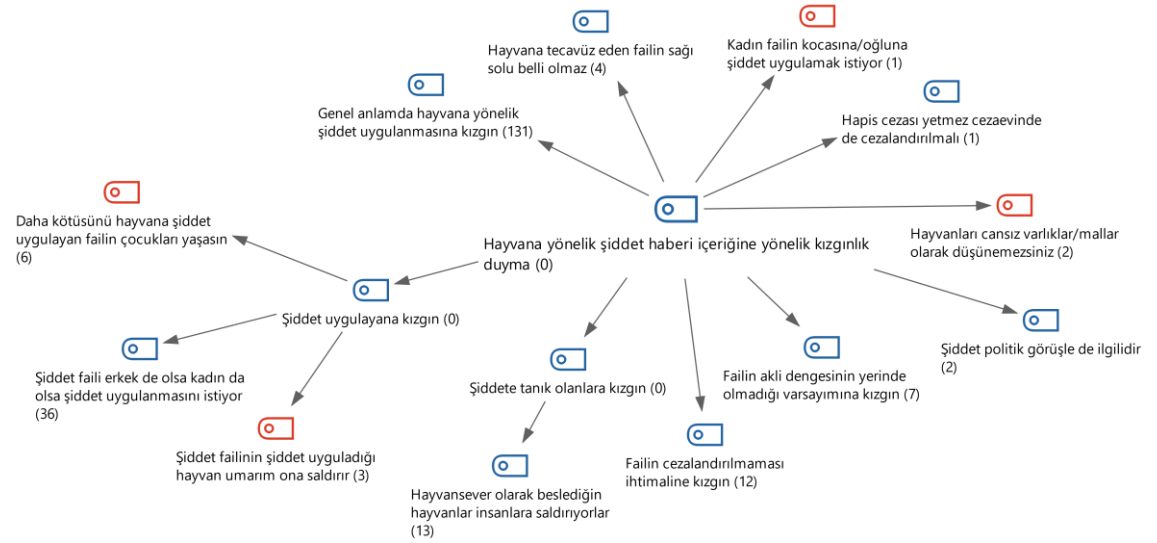 Hayvana tecavüz eden failin sağı
solu belli olmaz (4)
Kadın failin kocasına/oğluna
şiddet uygulamak istiyor (1)
Genel anlamda hayvana yönelik
şiddet uygulanmasına kızgın (131)
Hapis cezası yetmez cezaevinde
de cezalandırılmalı (1)
Daha kötüsünü hayvana şiddet
uygulayan failin çocukları yaşasın
(6)
Hayvana yönelik şiddet haberi içeriğine yönelik kızgınlık
duyma (0)
Hayvanları cansız varlıklar/mallar
olarak düşünemezsiniz (2)
Şiddet uygulayana kızgın (0)
Şiddet politik görüşle de ilgilidir
(2)
Şiddet faili erkek de olsa kadın da
olsa şiddet uygulanmasını istiyor
(36)
Şiddete tanık olanlara kızgın (0)
Failin akli dengesinin yerinde
olmadığı varsayımına kızgın (7)
Şiddet failinin şiddet uyguladığı
hayvan umarım ona saldırır (3)
Failin cezalandırılmaması
ihtimaline kızgın (12)
Hayvansever olarak beslediğin
hayvanlar insanlara saldırıyorlar
(13)